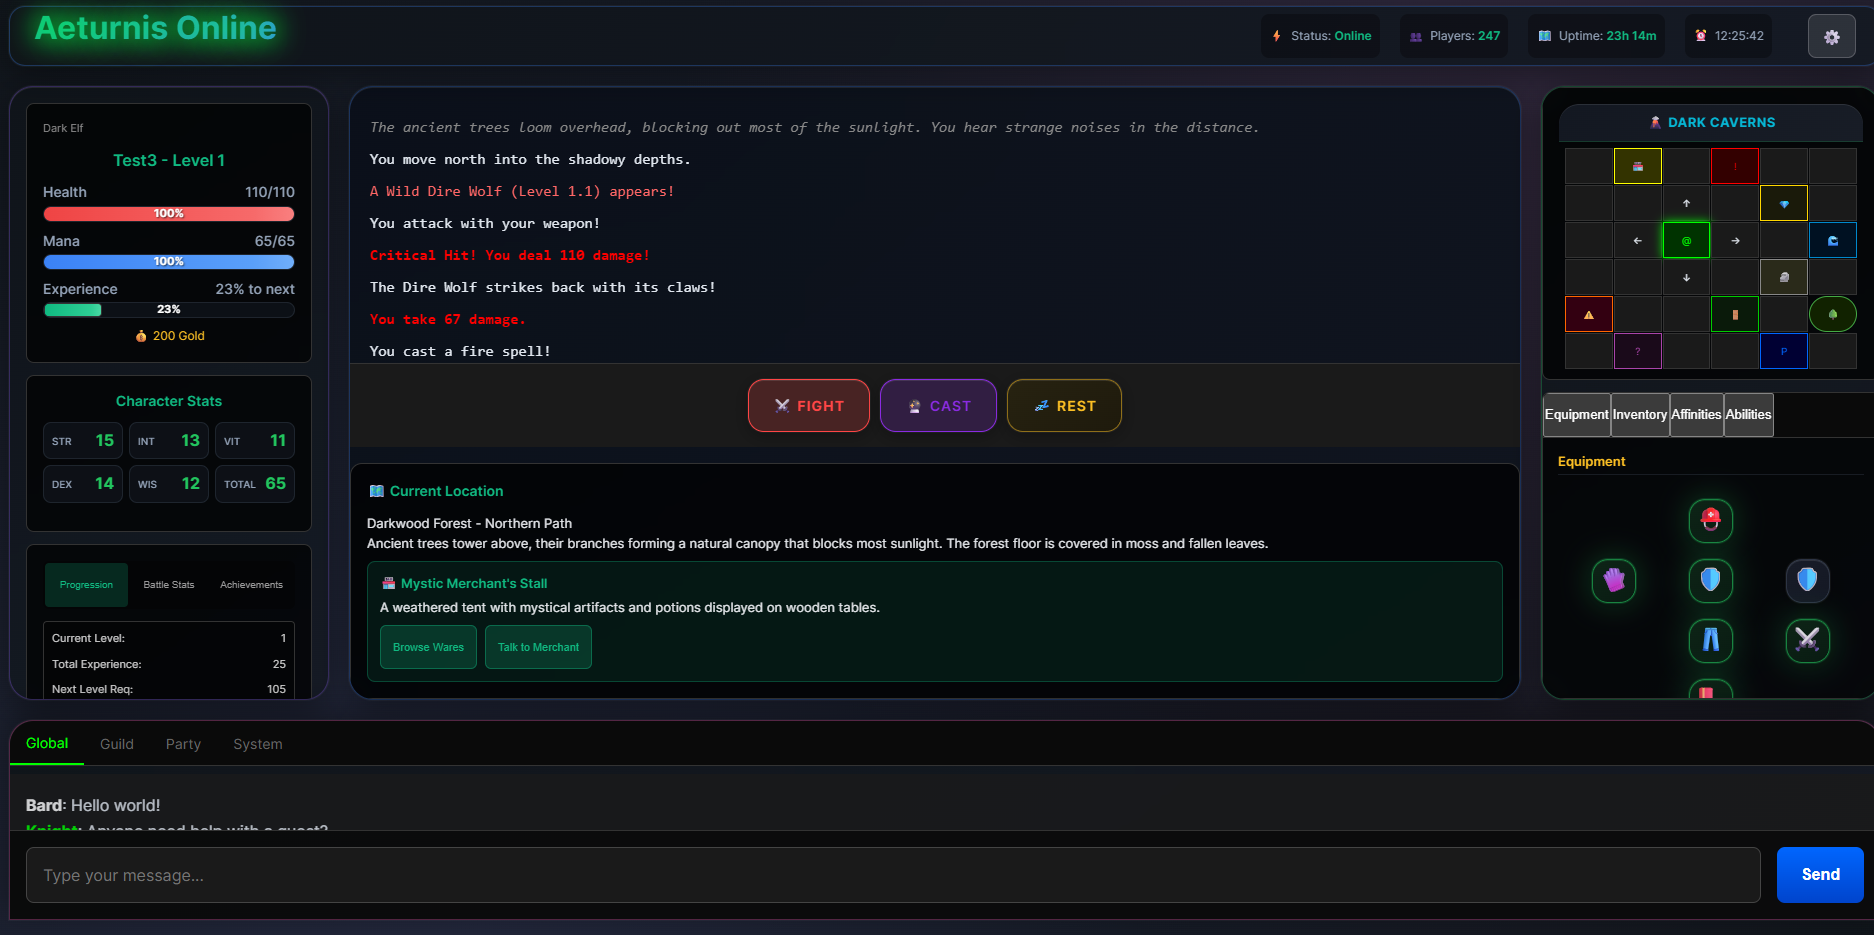 Aeturnis Online
Status: Online
Players: 247
Uptime: 23h 14m
12:25:42
Dark Elf
Test3 - Level 1
Health 110/110
100%
Mana 65/65
100%
Experience 23% to next
23%
200 Gold
Character Stats
STR 15 INT 13 VIT 11
DEX 14 WIS 12 TOTAL 65
Progression Battle Stats Achievements
Current Level: 1
Total Experience: 25
Next Level Req: 105
The ancient trees loom overhead, blocking out most of the sunlight. You hear strange noises in the distance.
You move north into the shadowy depths.
A Wild Dire Wolf (Level 1.1) appears!
You attack with your weapon!
Critical Hit! You deal 110 damage!
The Dire Wolf strikes back with its claws!
You take 67 damage.
You cast a fire spell!
FIGHT CAST REST
Current Location
Darkwood Forest - Northern Path
Ancient trees tower above, their branches forming a natural canopy that blocks most sunlight. The forest floor is covered in moss and fallen leaves.
Mystic Merchant's Stall
A weathered tent with mystical artifacts and potions displayed on wooden tables.
Browse Wares Talk to Merchant
DARK CAVERNS
!
↑
← @ →
↓
? P
Equipment Inventory Affinities Abilities
Equipment
Global Guild Party System
Bard: Hello world!
Knight: Anyone need help with a quest?
Type your message...
Send